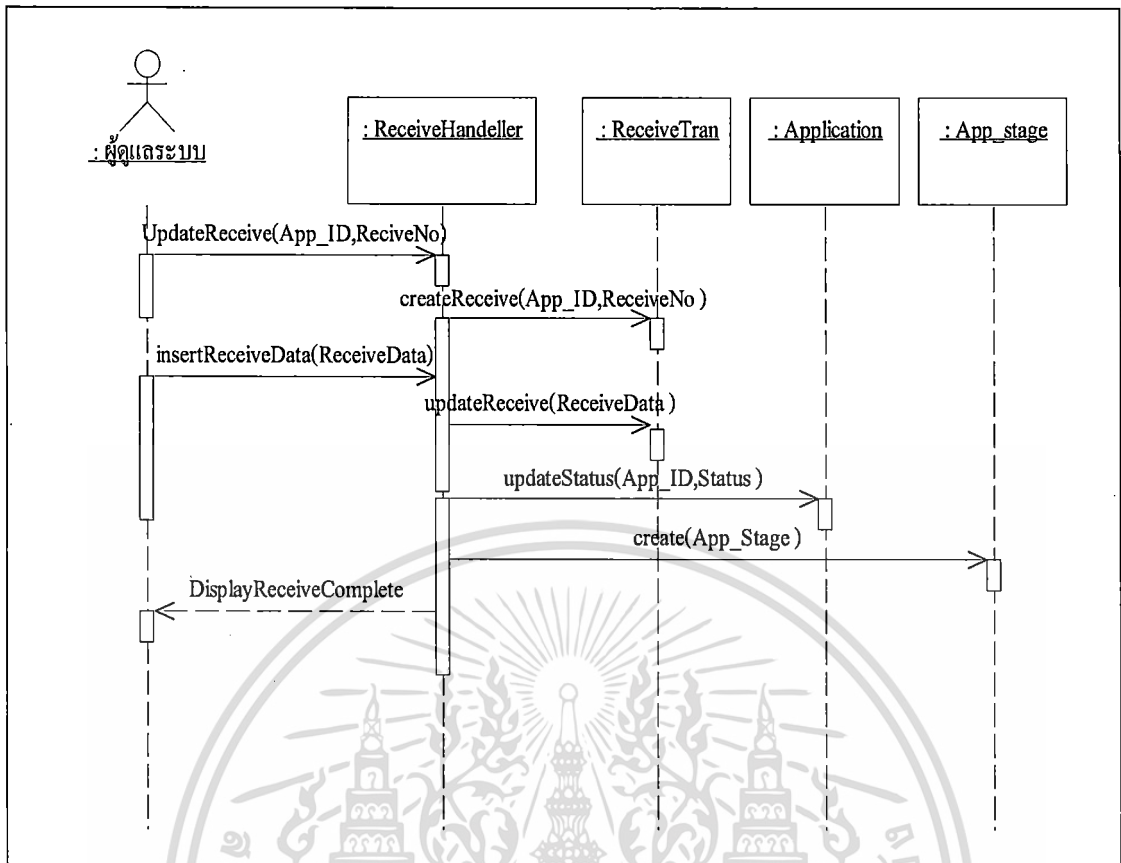 : ผู้ดูแลระบบ
: ReceiveHandeller
: ReceiveTran
: Application
: App_stage
UpdateReceive(App_ID,ReciveNo)
createReceive(App_ID,ReceiveNo )
insertReceiveData(ReceiveData)
updateReceive(ReceiveData )
updateStatus(App_ID,Status )
create(App_Stage )
DisplayReceiveComplete